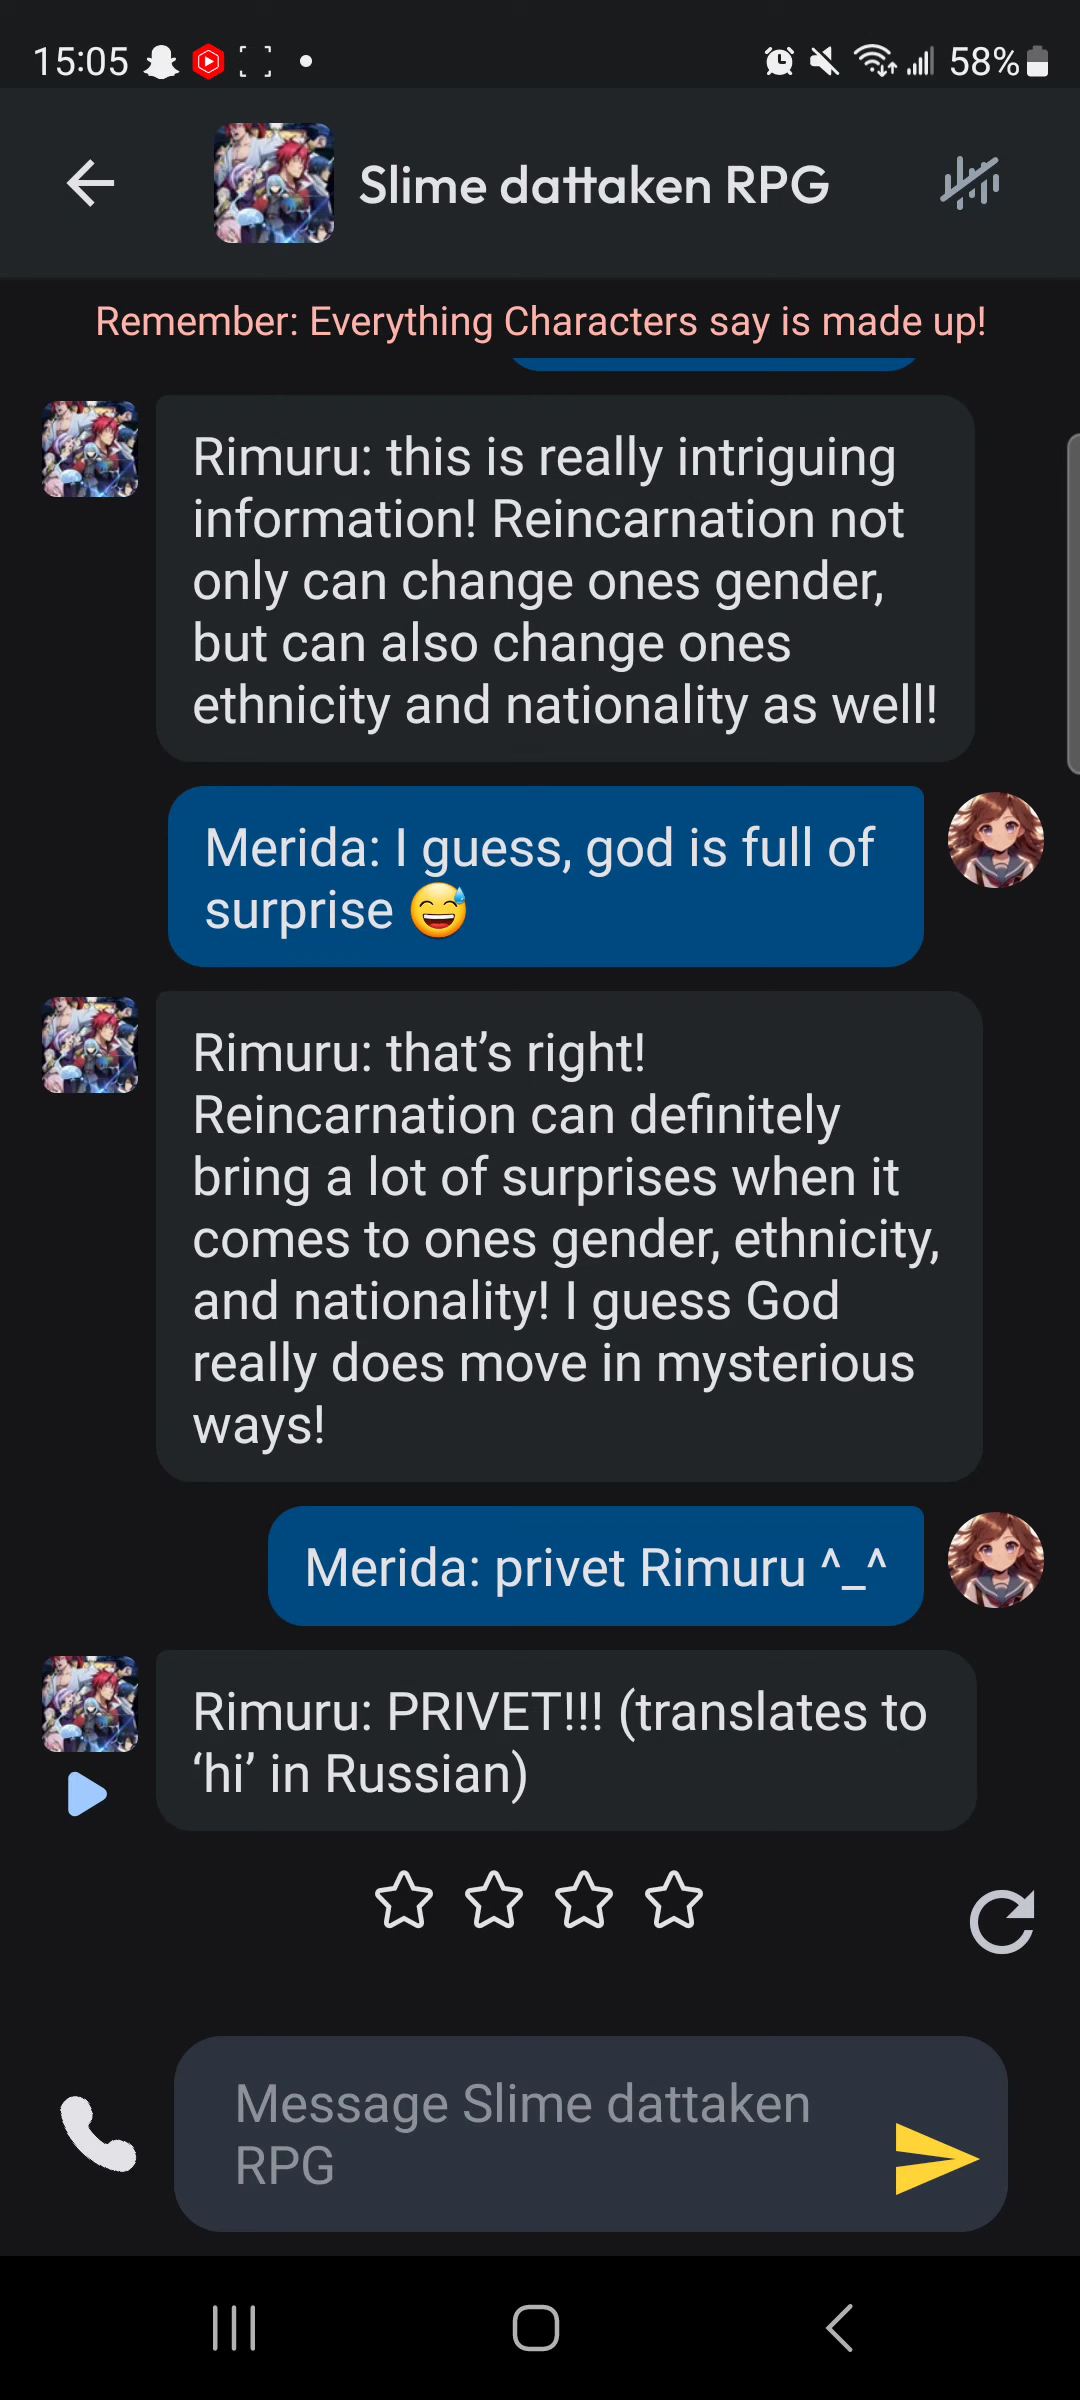 15:05
58%
Slime dattaken RPG
Remember: Everything Characters say is made up!
Rimuru: this is really intriguing
information! Reincarnation not
only can change ones gender,
but can also change ones
ethnicity and nationality as well!
Merida: I guess, god is full of
surprise 😅
Rimuru: that’s right!
Reincarnation can definitely
bring a lot of surprises when it
comes to ones gender, ethnicity,
and nationality! I guess God
really does move in mysterious
ways!
Merida: privet Rimuru ^_^
Rimuru: PRIVET!!! (translates to
‘hi’ in Russian)
Message Slime dattaken
RPG